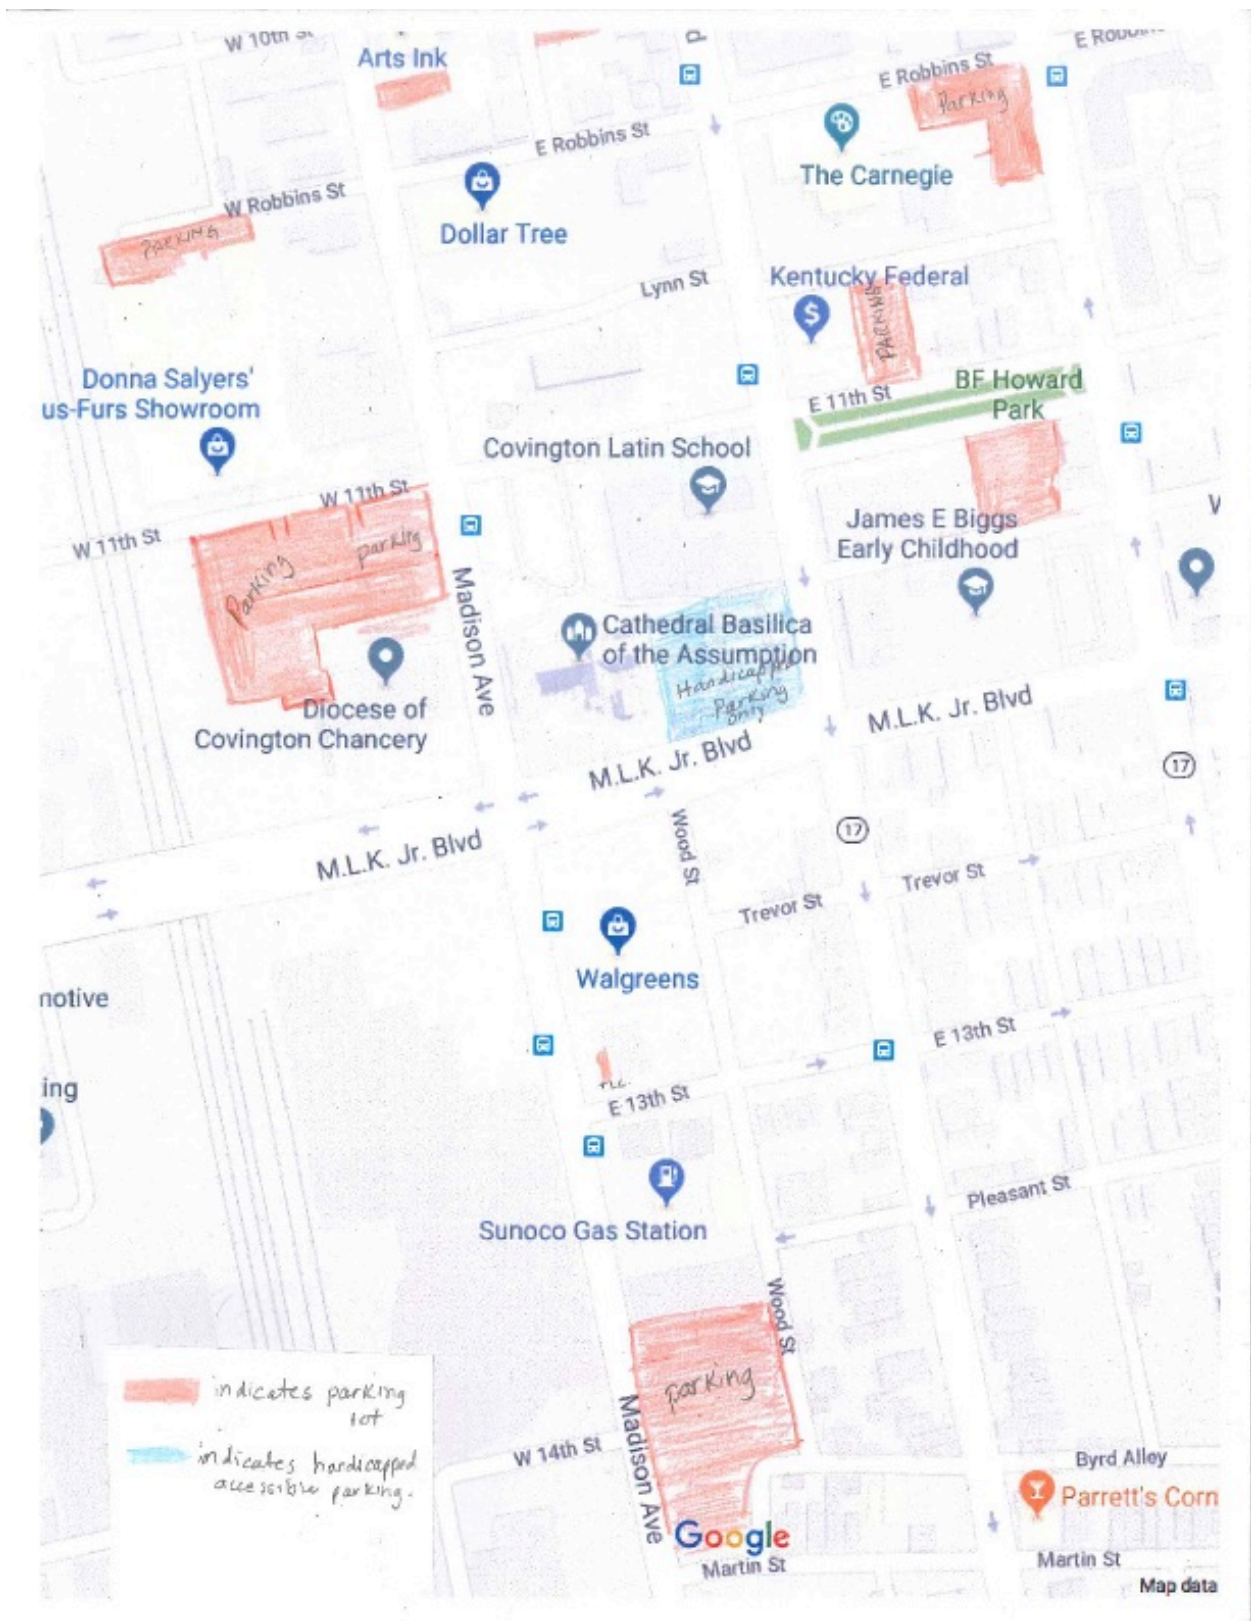 W 10th St
Arts Ink
P
E Robbins St
E Robbins St
Parking
The Carnegie
E Robbins St
W Robbins St
PARKING
Dollar Tree
Lynn St
Kentucky Federal
PARKING
Donna Salyers'
us-Furs Showroom
BF Howard
Park
E 11th St
Covington Latin School
W 11th St
W 11th St
Parking
parking
James E Biggs
Early Childhood
V
Madison Ave
Cathedral Basilica
of the Assumption
Handicapped
Parking
only
Diocese of
Covington Chancery
M.L.K. Jr. Blvd
M.L.K. Jr. Blvd
17
M.L.K. Jr. Blvd
Wood St
17
Trevor St
Trevor St
Walgreens
notive
E 13th St
ing
TLC.
E 13th St
Pleasant St
Sunoco Gas Station
Wood St
parking
indicates parking
lot
indicates handicapped
accessible parking.
Madison Ave
W 14th St
Byrd Alley
Parrett's Corn
Google
Martin St
Martin St
Map data